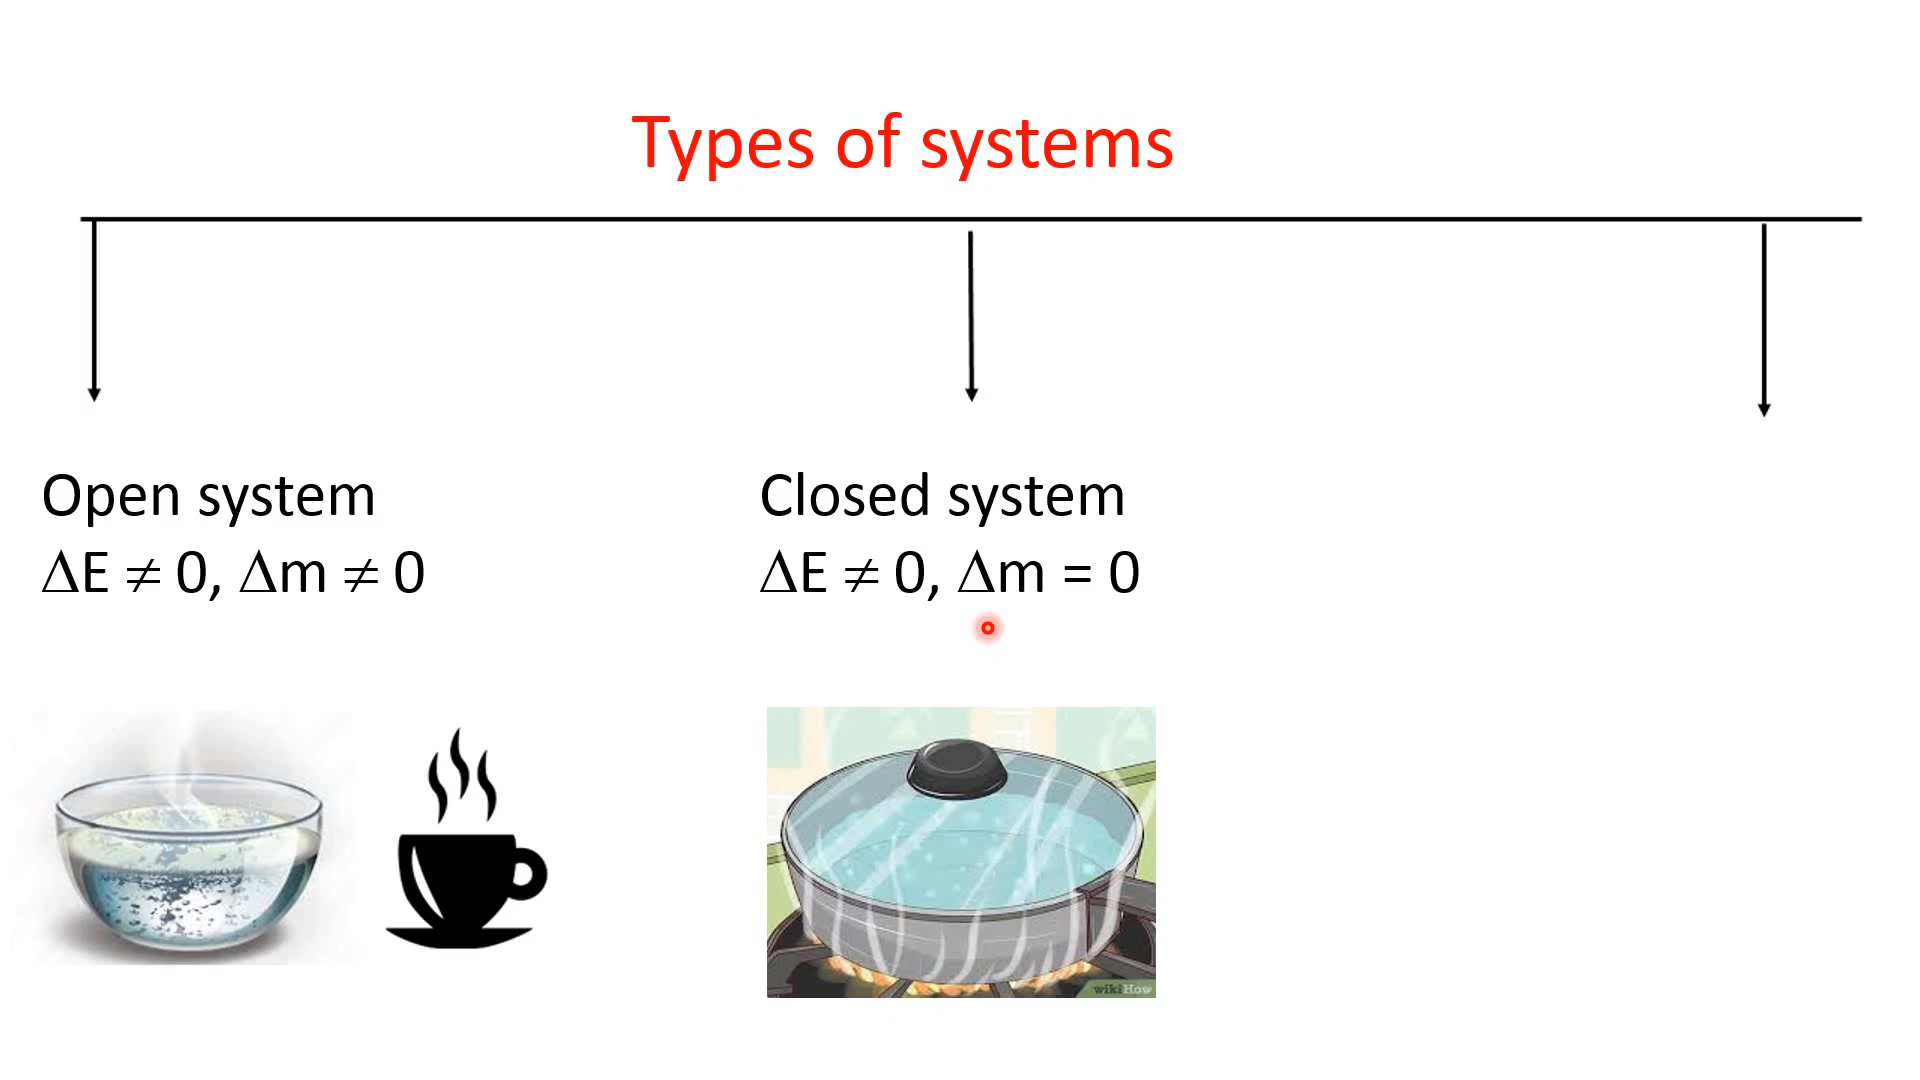 Types of systems
Open system
ΔE ≠ 0, Δm ≠ 0
Closed system
ΔE ≠ 0, Δm = 0
wikiHow